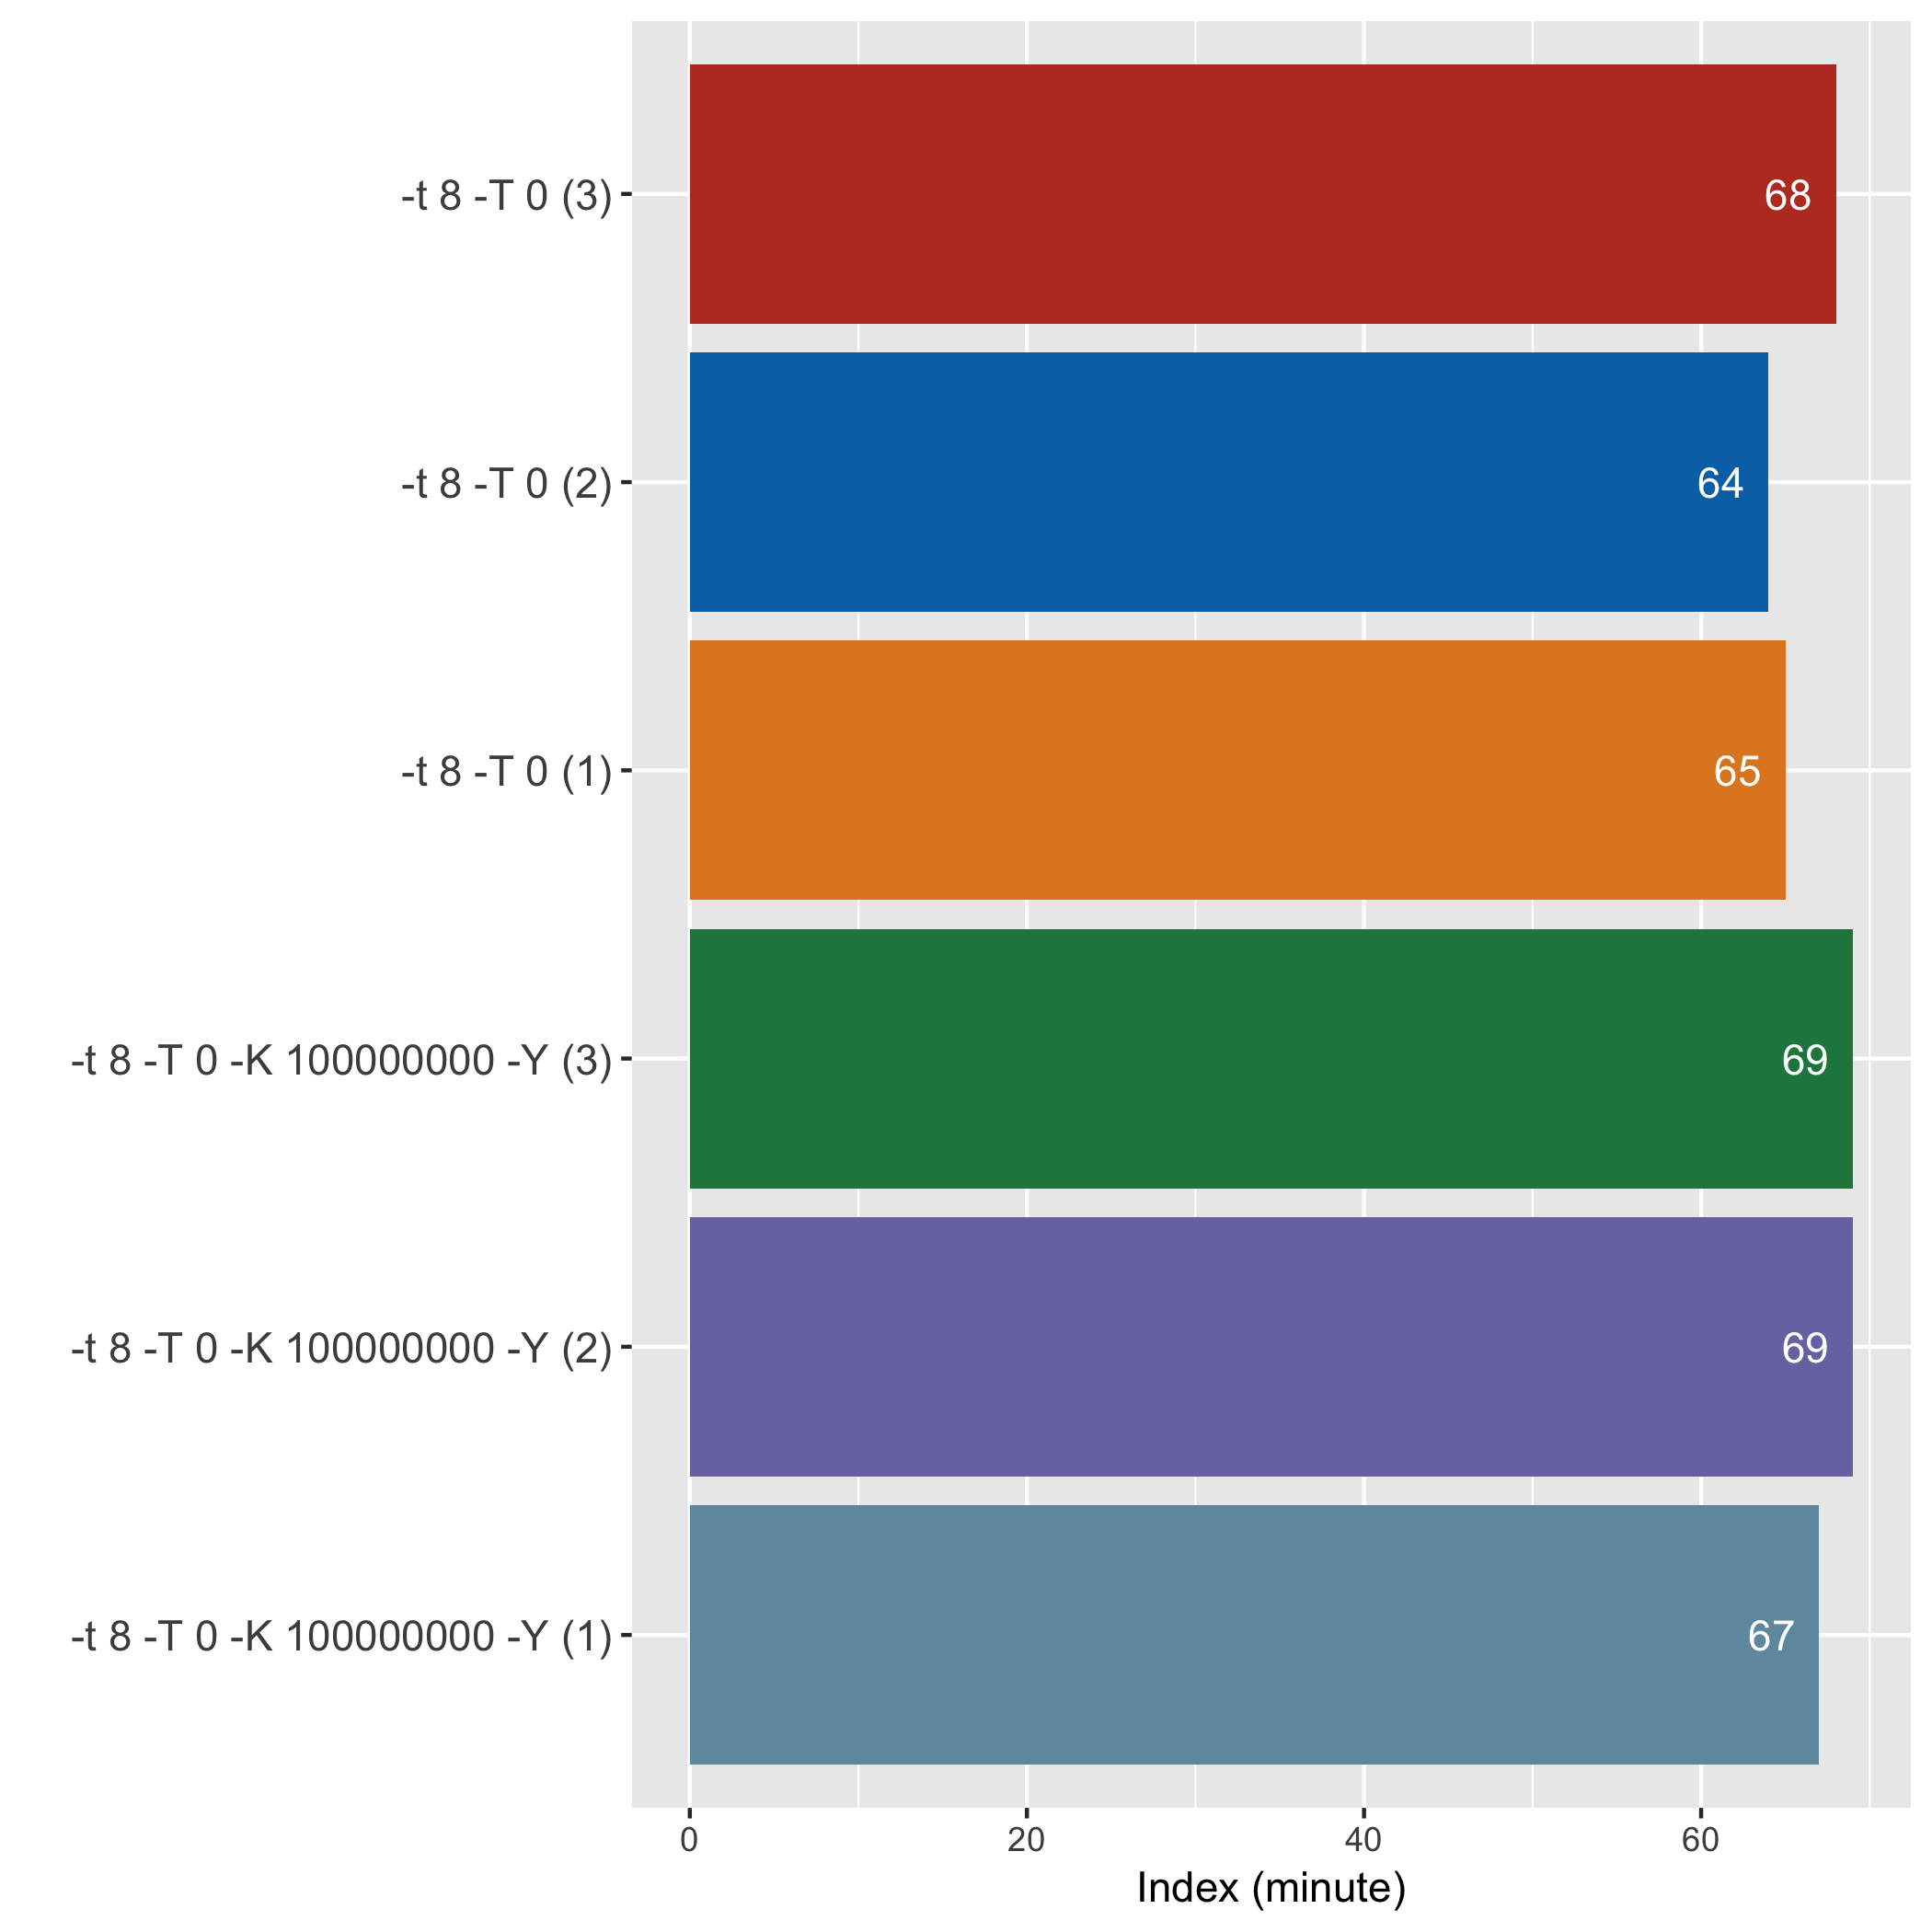 -t 8 -T 0 (3)
68
-t 8 -T 0 (2)
64
-t 8 -T 0 (1)
65
-t 8 -T 0 -K 100000000 -Y (3)
69
-t 8 -T 0 -K 100000000 -Y (2)
69
-t 8 -T 0 -K 100000000 -Y (1)
67
0 20 40 60
Index (minute)